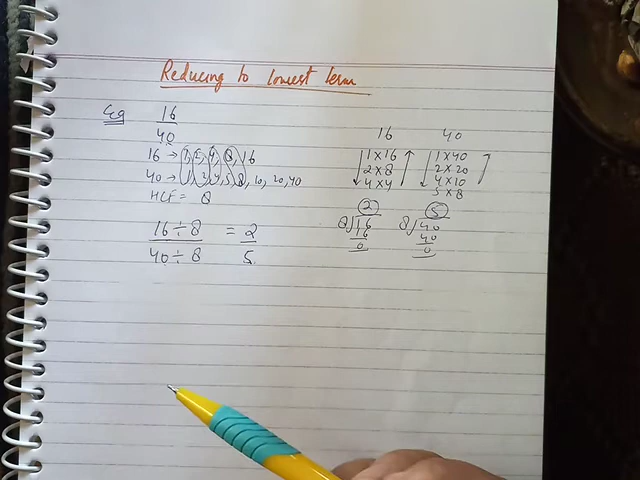 Reducing to lowest term
Eg 16
40
16 → 1, 2, 4, 8, 16
40 → 1, 2, 4, 5, 8, 10, 20, 40
HCF = 8
16 ÷ 8 = 2
40 ÷ 8 5
16 40
1 × 16 1 × 40
2 × 8 2 × 20
4 × 4 4 × 10
5 × 8
2 5
8)16 8)40
16 40
0 0